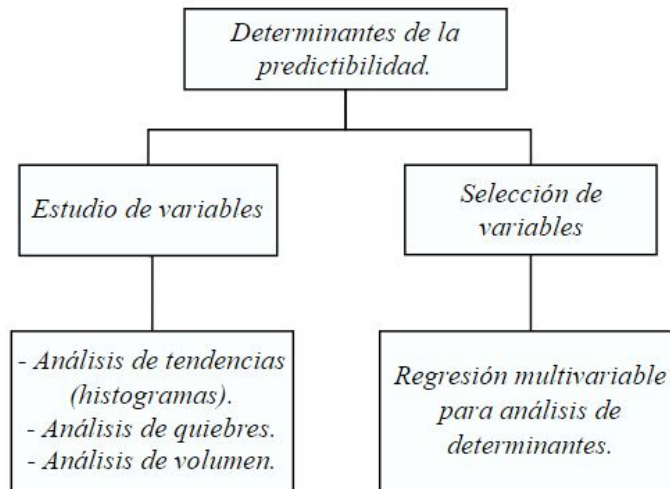 Determinantes de la
predictibilidad.
Estudio de variables
Selección de
variables
- Análisis de tendencias
(histogramas).
- Análisis de quiebres.
- Análisis de volumen.
Regresión multivariable
para análisis de
determinantes.